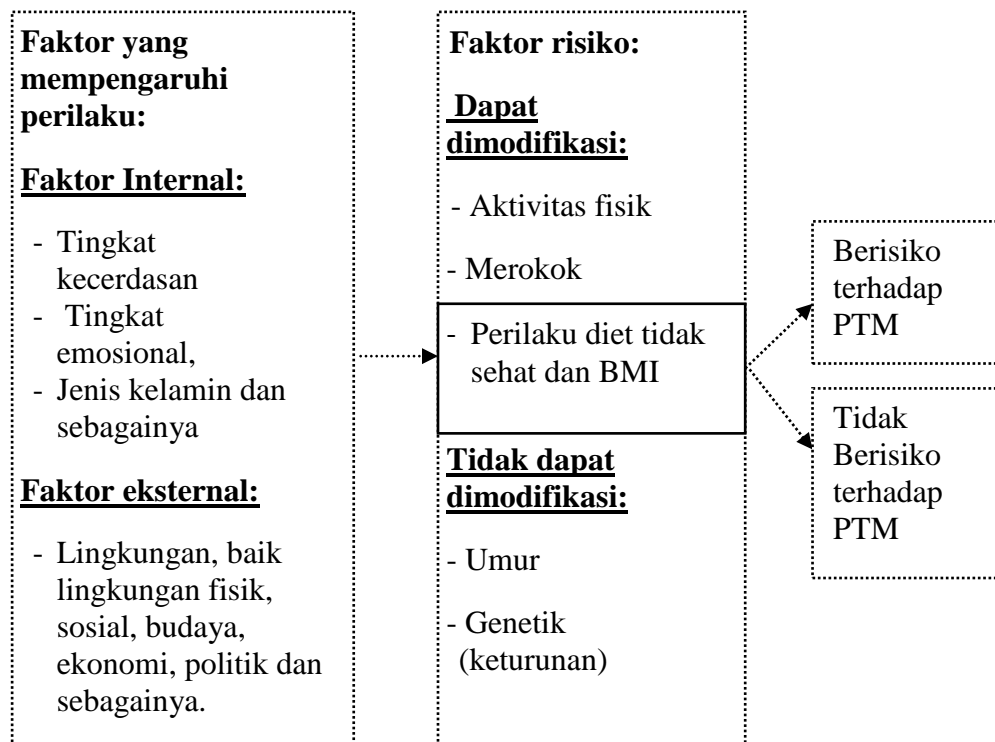 Faktor yang
mempengaruhi
perilaku:
Faktor Internal:
- Tingkat
kecerdasan
- Tingkat
emosional,
- Jenis kelamin dan
sebagainya
Faktor eksternal:
- Lingkungan, baik
lingkungan fisik,
sosial, budaya,
ekonomi, politik dan
sebagainya.
Faktor risiko:
Dapat
dimodifikasi:
- Aktivitas fisik
- Merokok
- Perilaku diet tidak
sehat dan BMI
Tidak dapat
dimodifikasi:
- Umur
- Genetik
(keturunan)
Berisiko
terhadap
PTM
Tidak
Berisiko
terhadap
PTM